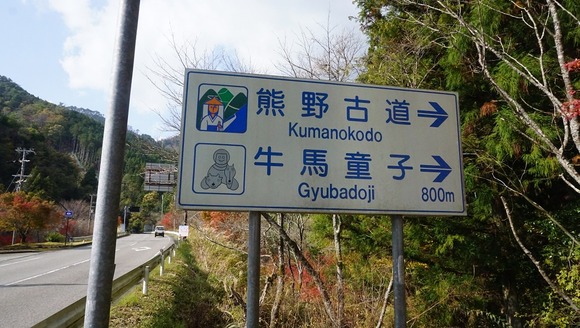 熊野古道→
Kumanokodo
牛馬童子→
Gyubadoji 800m